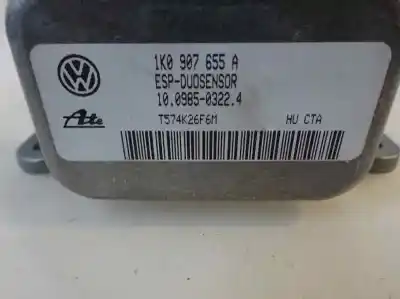 1K0 907 655 A
ESP-DUOSENSOR
10.0985-0322.4
Ate
T574K26F6M HU CTA